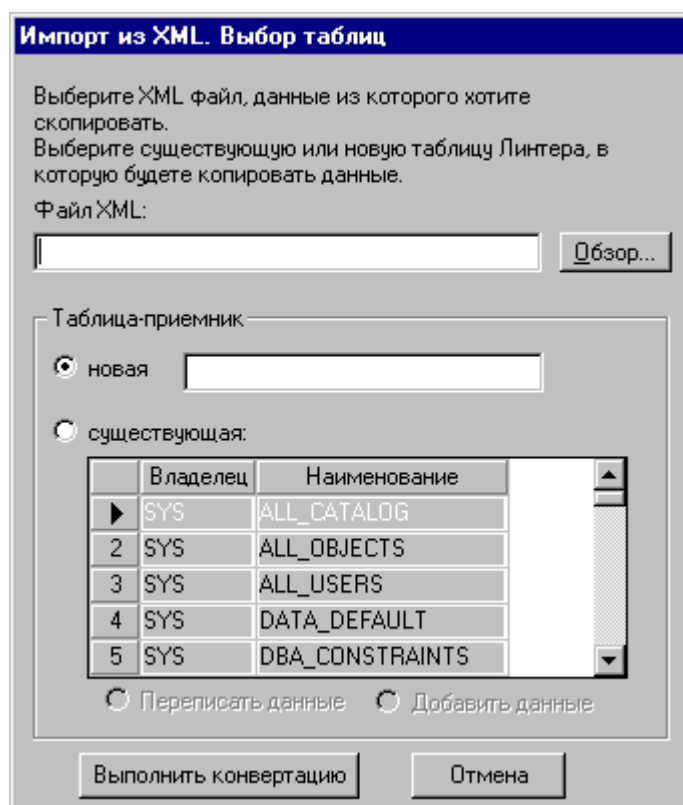 Импорт из XML. Выбор таблиц
Выберите XML файл, данные из которого хотите
скопировать.
Выберите существующую или новую таблицу Линтера, в
которую будете копировать данные.
Файл XML:
Обзор...
Таблица-приемник
новая
существующая:
Владелец Наименование
SYS ALL_CATALOG
2 SYS ALL_OBJECTS
3 SYS ALL_USERS
4 SYS DATA_DEFAULT
5 SYS DBA_CONSTRAINTS
Переписать данные Добавить данные
Выполнить конвертацию Отмена